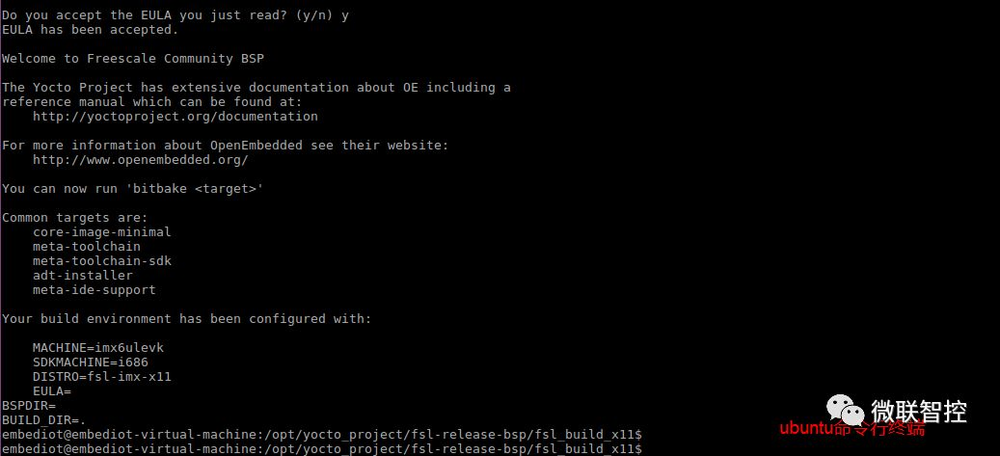 Do you accept the EULA you just read? (y/n) y
EULA has been accepted.
Welcome to Freescale Community BSP
The Yocto Project has extensive documentation about OE including a
reference manual which can be found at:
http://yoctoproject.org/documentation
For more information about OpenEmbedded see their website:
http://www.openembedded.org/
You can now run 'bitbake <target>'
Common targets are:
core-image-minimal
meta-toolchain
meta-toolchain-sdk
adt-installer
meta-ide-support
Your build environment has been configured with:
MACHINE=imx6ulevk
SDKMACHINE=i686
DISTRO=fsl-imx-x11
EULA=
BSPDIR=
BUILD_DIR=.
微联智控
ubuntu命令行终端
embediot@embediot-virtual-machine:/opt/yocto_project/fsl-release-bsp/fsl_build_x11$
embediot@embediot-virtual-machine:/opt/yocto_project/fsl-release-bsp/fsl_build_x11$